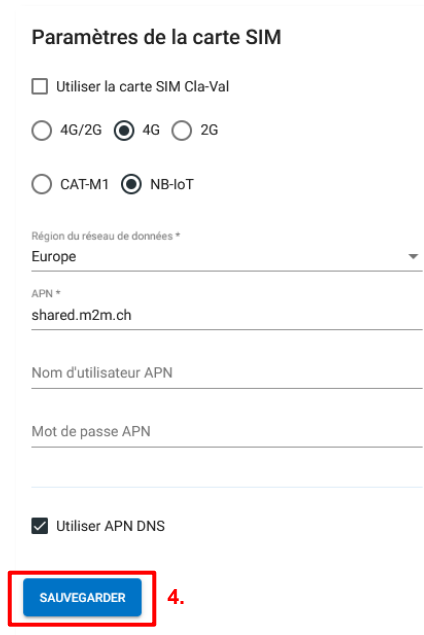 Paramètres de la carte SIM
Utiliser la carte SIM Cla-Val
4G/2G 4G 2G
CAT-M1 NB-IoT
Région du réseau de données *
Europe
APN *
shared.m2m.ch
Nom d'utilisateur APN
Mot de passe APN
Utiliser APN DNS
SAUVEGARDER 4.